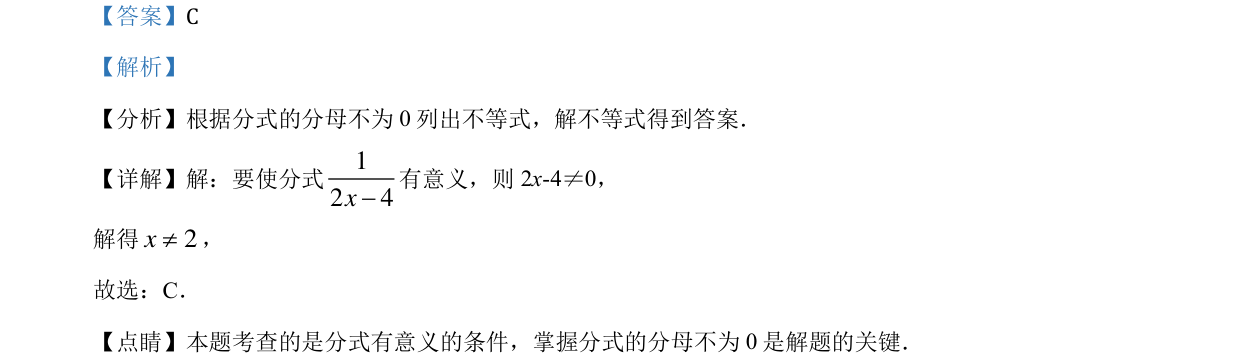 【答案】C
【解析】
【分析】根据分式的分母不为 0 列出不等式，解不等式得到答案．
【详解】解：要使分式 1/(2x−4) 有意义，则 2x-4≠0，
解得 x ≠ 2，
故选：C．
【点睛】本题考查的是分式有意义的条件，掌握分式的分母不为 0 是解题的关键．